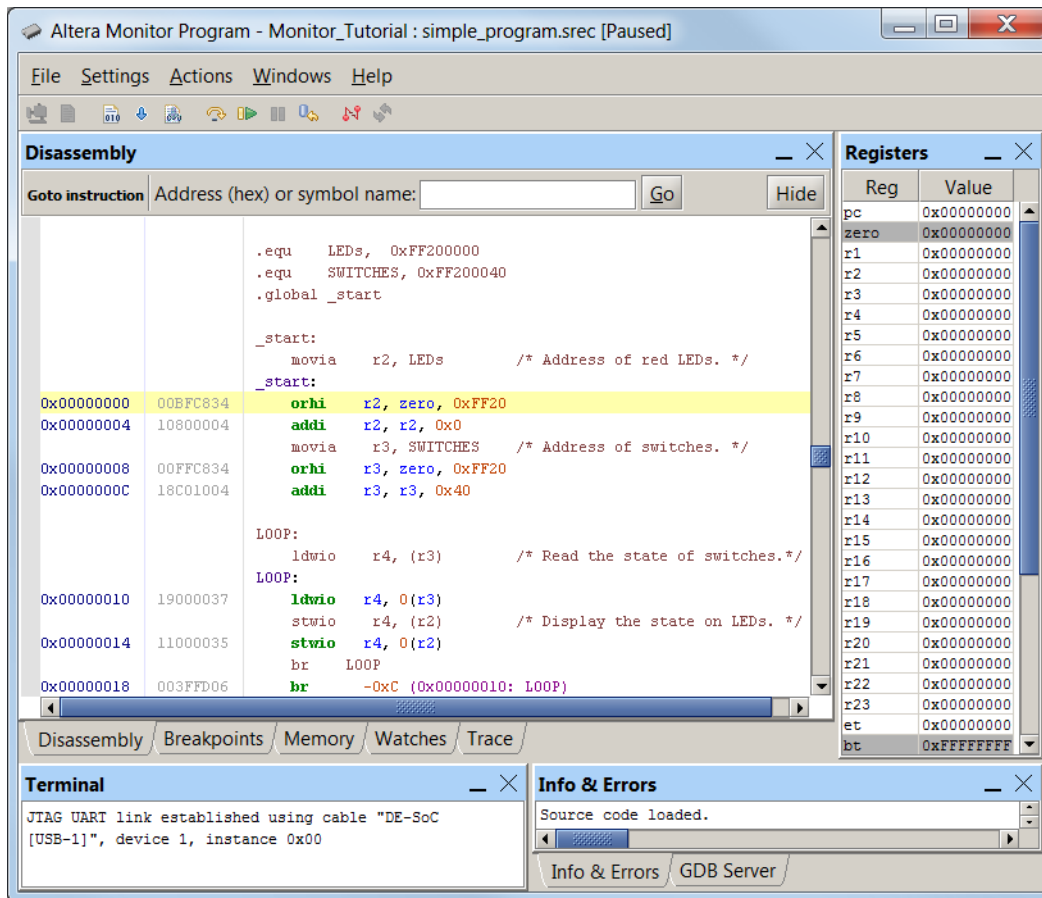 Altera Monitor Program - Monitor_Tutorial : simple_program.srec [Paused]
File Settings Actions Windows Help
Disassembly
Goto instruction Address (hex) or symbol name: Go Hide
.equ LEDs, 0xFF200000
.equ SWITCHES, 0xFF200040
.global _start
_start:
movia r2, LEDs /* Address of red LEDs. */
_start:
0x00000000 00BFC834 orhi r2, zero, 0xFF20
0x00000004 10800004 addi r2, r2, 0x0
movia r3, SWITCHES /* Address of switches. */
0x00000008 00FFC834 orhi r3, zero, 0xFF20
0x0000000C 18C01004 addi r3, r3, 0x40
LOOP:
ldwio r4, (r3) /* Read the state of switches.*/
LOOP:
0x00000010 19000037 ldwio r4, 0(r3)
stwio r4, (r2) /* Display the state on LEDs. */
0x00000014 11000035 stwio r4, 0(r2)
br LOOP
0x00000018 003FFD06 br -0xC (0x00000010: LOOP)
Disassembly Breakpoints Memory Watches Trace
Registers
Reg Value
pc 0x00000000
zero 0x00000000
r1 0x00000000
r2 0x00000000
r3 0x00000000
r4 0x00000000
r5 0x00000000
r6 0x00000000
r7 0x00000000
r8 0x00000000
r9 0x00000000
r10 0x00000000
r11 0x00000000
r12 0x00000000
r13 0x00000000
r14 0x00000000
r15 0x00000000
r16 0x00000000
r17 0x00000000
r18 0x00000000
r19 0x00000000
r20 0x00000000
r21 0x00000000
r22 0x00000000
r23 0x00000000
et 0x00000000
bt 0xFFFFFFFF
Terminal
JTAG UART link established using cable "DE-SoC
[USB-1]", device 1, instance 0x00
Info & Errors
Source code loaded.
Info & Errors GDB Server